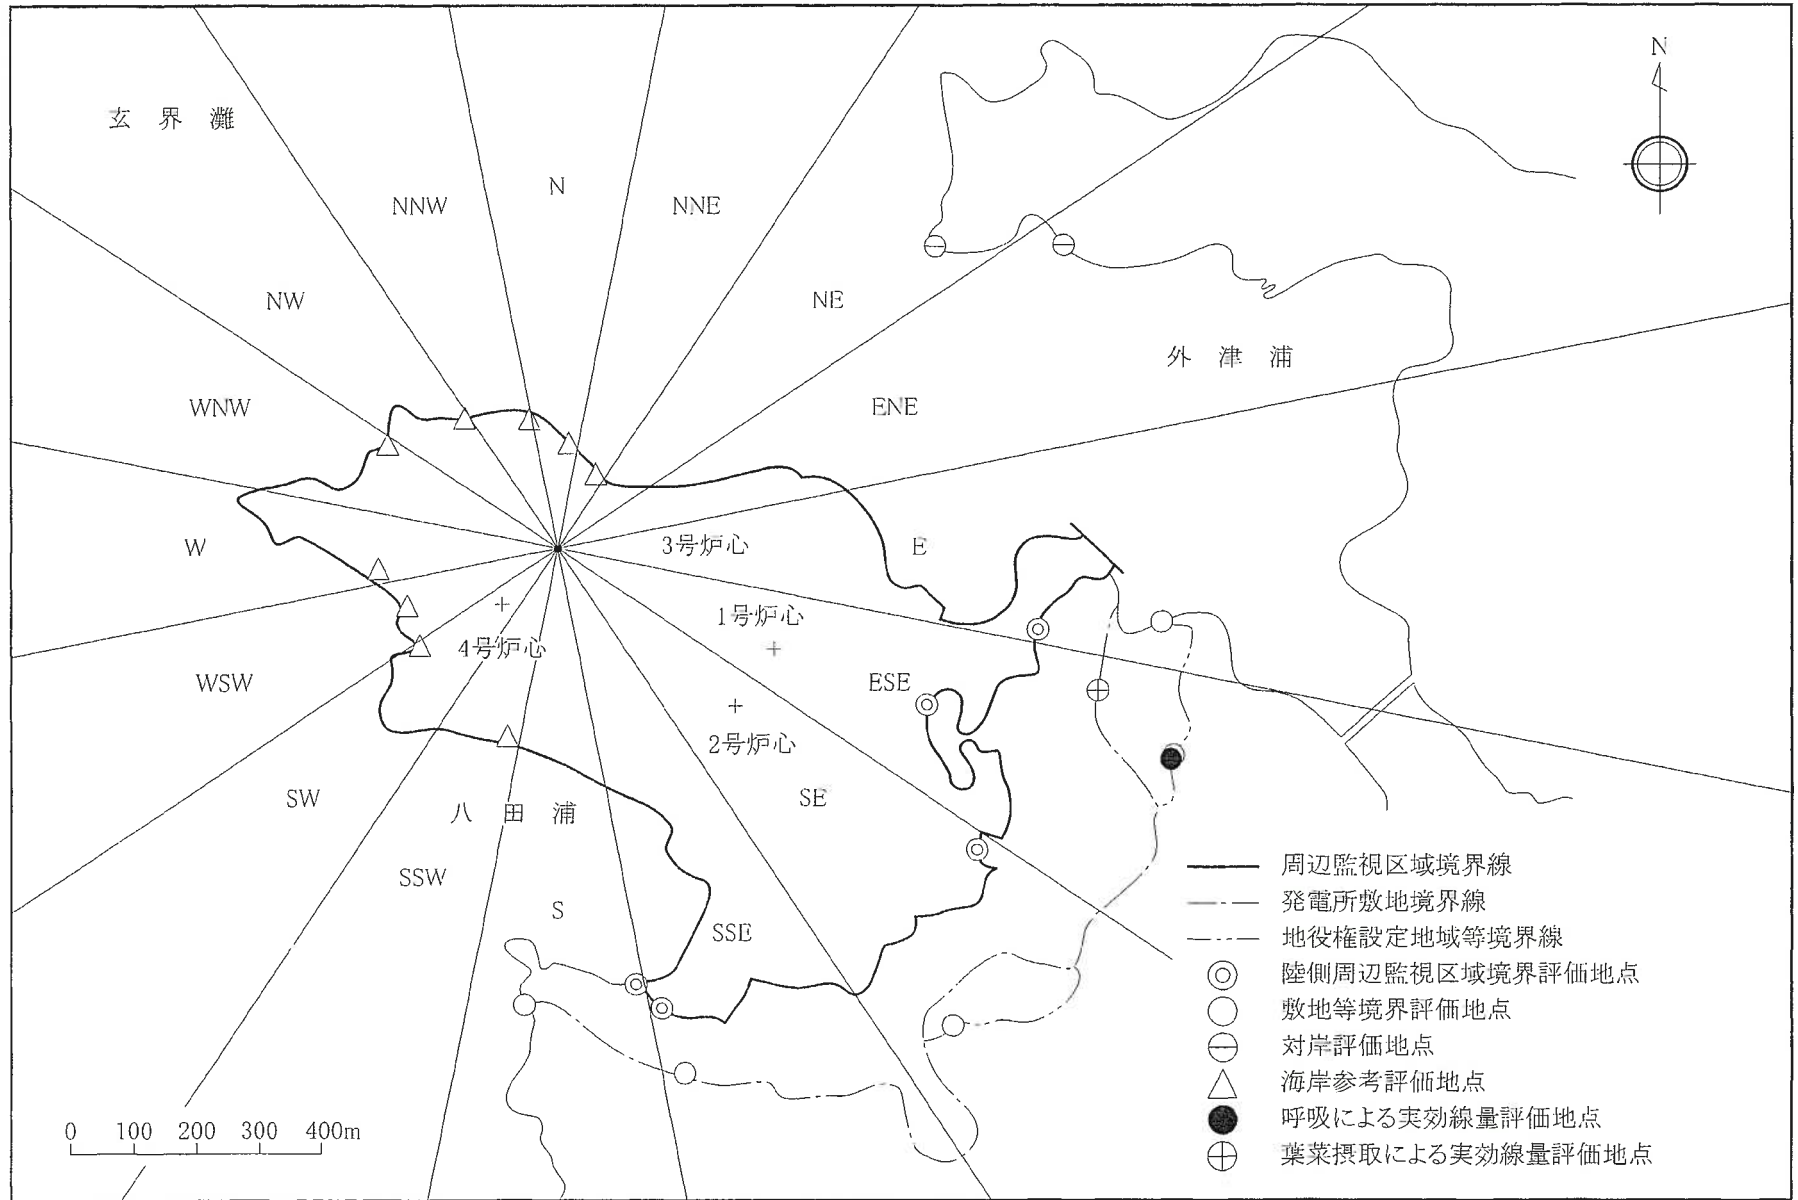 N
玄界灘
N
NNW
NNE
NW
NE
外津浦
WNW
ENE
W
3号炉心
E
1号炉心
4号炉心
WSW
ESE
2号炉心
SW
SE
八田浦
SSW
S
SSE
周辺監視区域境界線
発電所敷地境界線
地役権設定地域等境界線
陸側周辺監視区域境界評価地点
敷地等境界評価地点
対岸評価地点
海岸参考評価地点
呼吸による実効線量評価地点
葉菜摂取による実効線量評価地点
0 100 200 300 400m